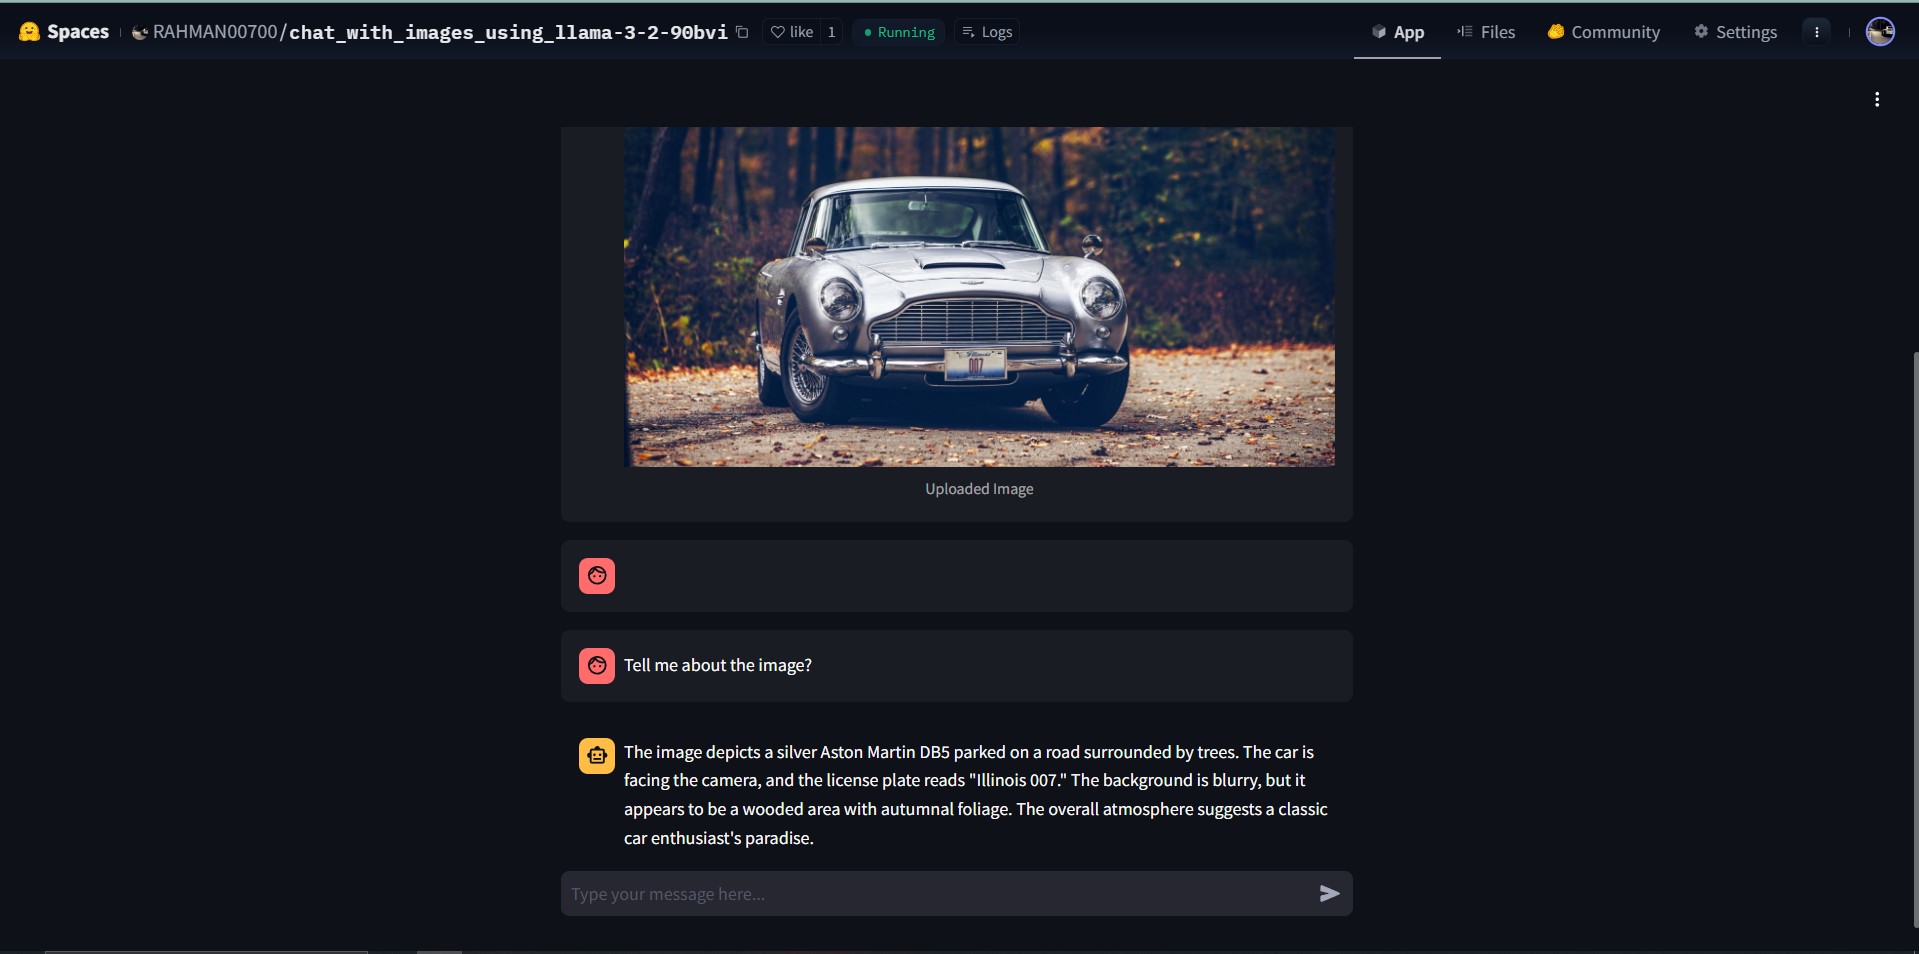 Spaces
RAHMAN00700/chat_with_images_using_llama-3-2-90bvi
like 1
Running
Logs
App
Files
Community
Settings
Illinois
007
Uploaded Image
Tell me about the image?
The image depicts a silver Aston Martin DB5 parked on a road surrounded by trees. The car is
facing the camera, and the license plate reads "Illinois 007." The background is blurry, but it
appears to be a wooded area with autumnal foliage. The overall atmosphere suggests a classic
car enthusiast's paradise.
Type your message here...